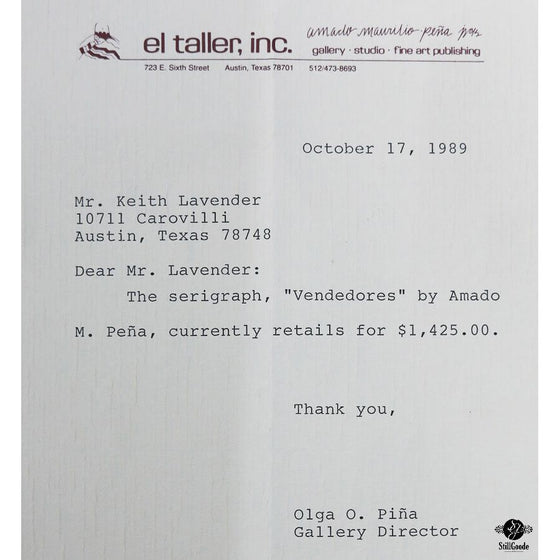 el taller, inc.
amado maurilio peña
gallery · studio · fine art publishing
723 E. Sixth Street Austin, Texas 78701 512/473-8693
October 17, 1989
Mr. Keith Lavender
10711 Carovilli
Austin, Texas 78748
Dear Mr. Lavender:
The serigraph, "Vendedores" by Amado
M. Peña, currently retails for $1,425.00.
Thank you,
Olga O. Piña
Gallery Director
StillGoode